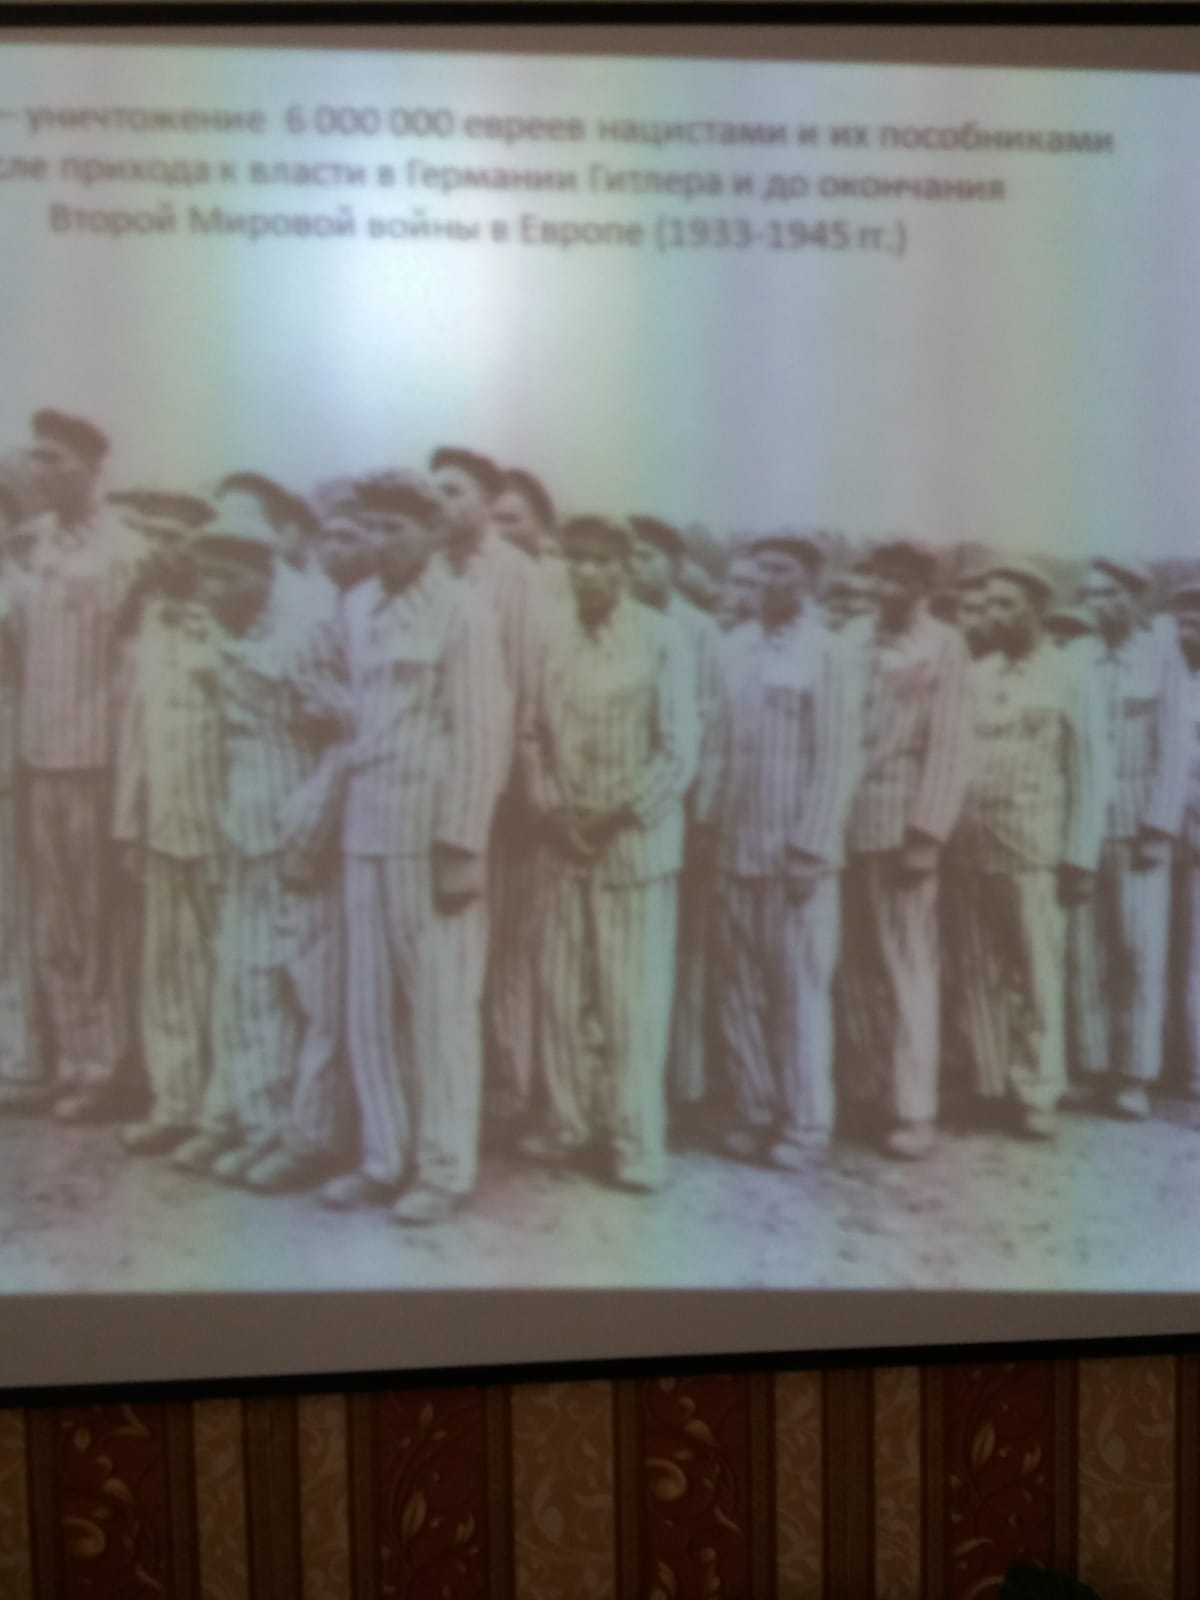 — уничтожение 6 000 000 евреев нацистами и их пособниками
сле прихода к власти в Германии Гитлера и до окончания
Второй Мировой войны в Европе (1933-1945 гг.)